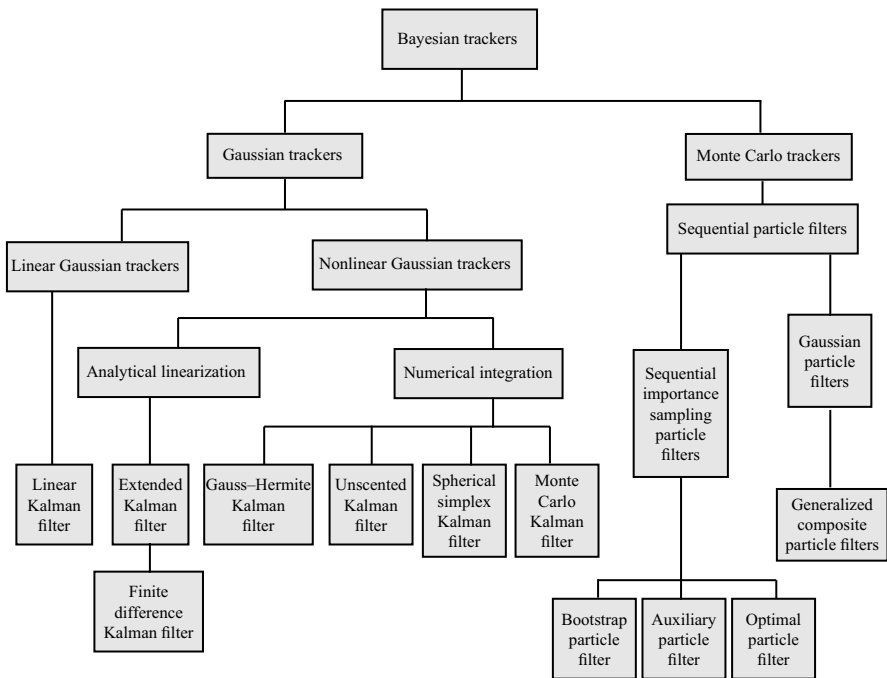 Bayesian trackers
Gaussian trackers
Monte Carlo trackers
Sequential particle filters
Linear Gaussian trackers
Nonlinear Gaussian trackers
Analytical linearization
Numerical integration
Sequential
importance
sampling
particle
filters
Gaussian
particle
filters
Linear
Kalman
filter
Extended
Kalman
filter
Gauss–Hermite
Kalman
filter
Unscented
Kalman
filter
Spherical
simplex
Kalman
filter
Monte
Carlo
Kalman
filter
Generalized
composite
particle filters
Finite
difference
Kalman filter
Bootstrap
particle
filter
Auxiliary
particle
filter
Optimal
particle
filter